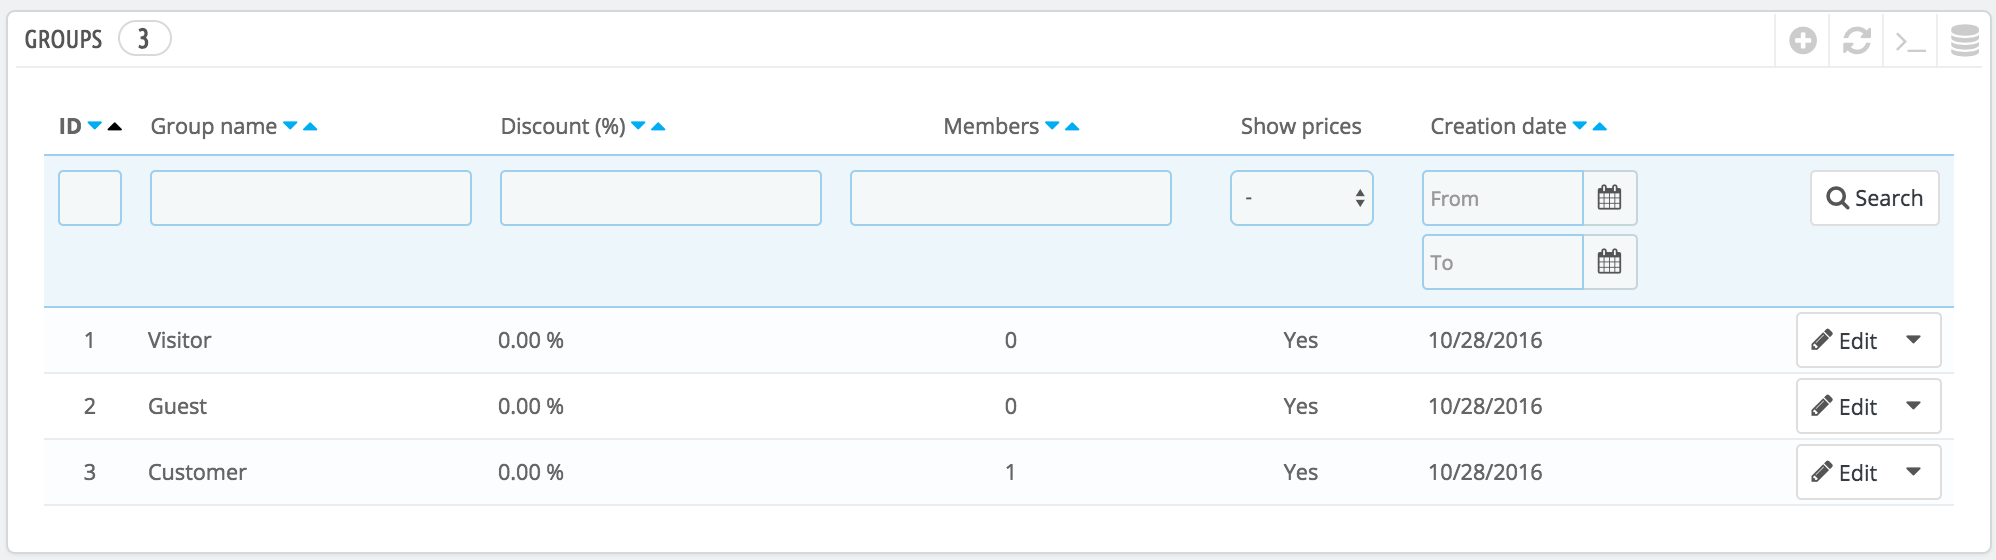 GROUPS 3
ID Group name Discount (%) Members Show prices Creation date
- From Search
To
1 Visitor 0.00 % 0 Yes 10/28/2016 Edit
2 Guest 0.00 % 0 Yes 10/28/2016 Edit
3 Customer 0.00 % 1 Yes 10/28/2016 Edit